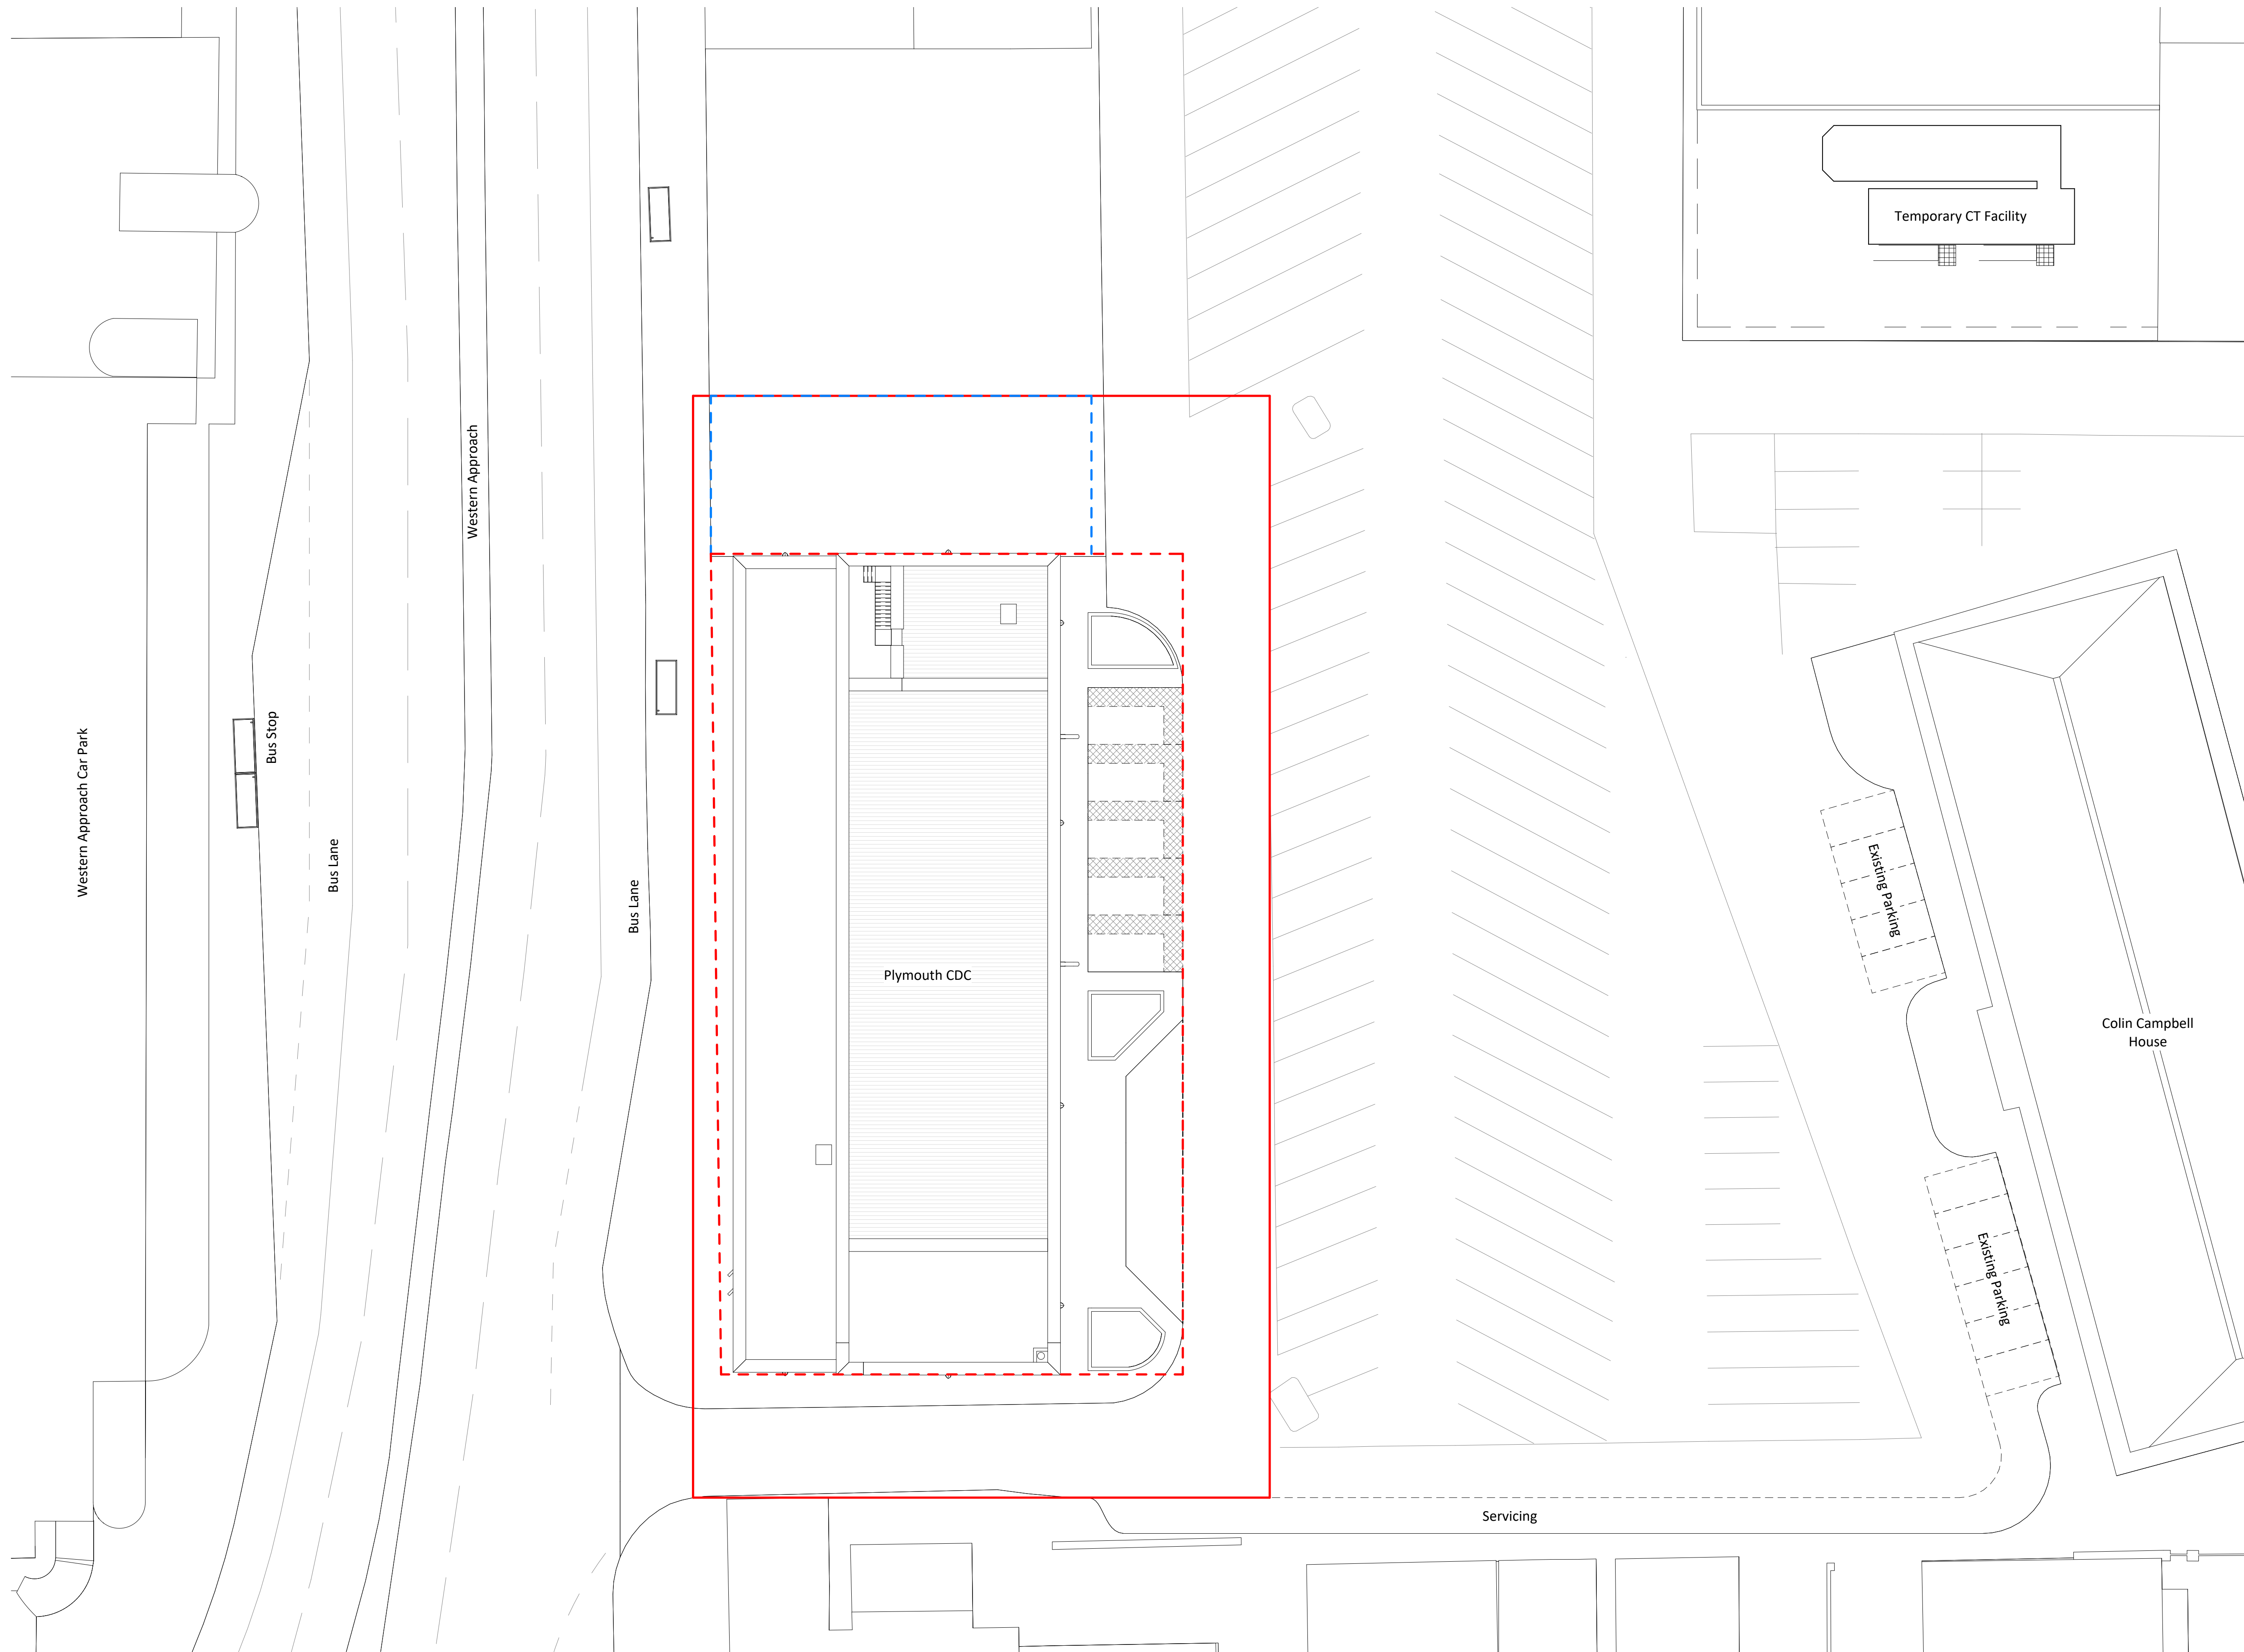 Temporary CT Facility
Western Approach
Bus Stop
Western Approach Car Park
Bus Lane
Bus Lane
Existing Parking
Plymouth CDC
Colin Campbell
House
Existing Parking
Servicing